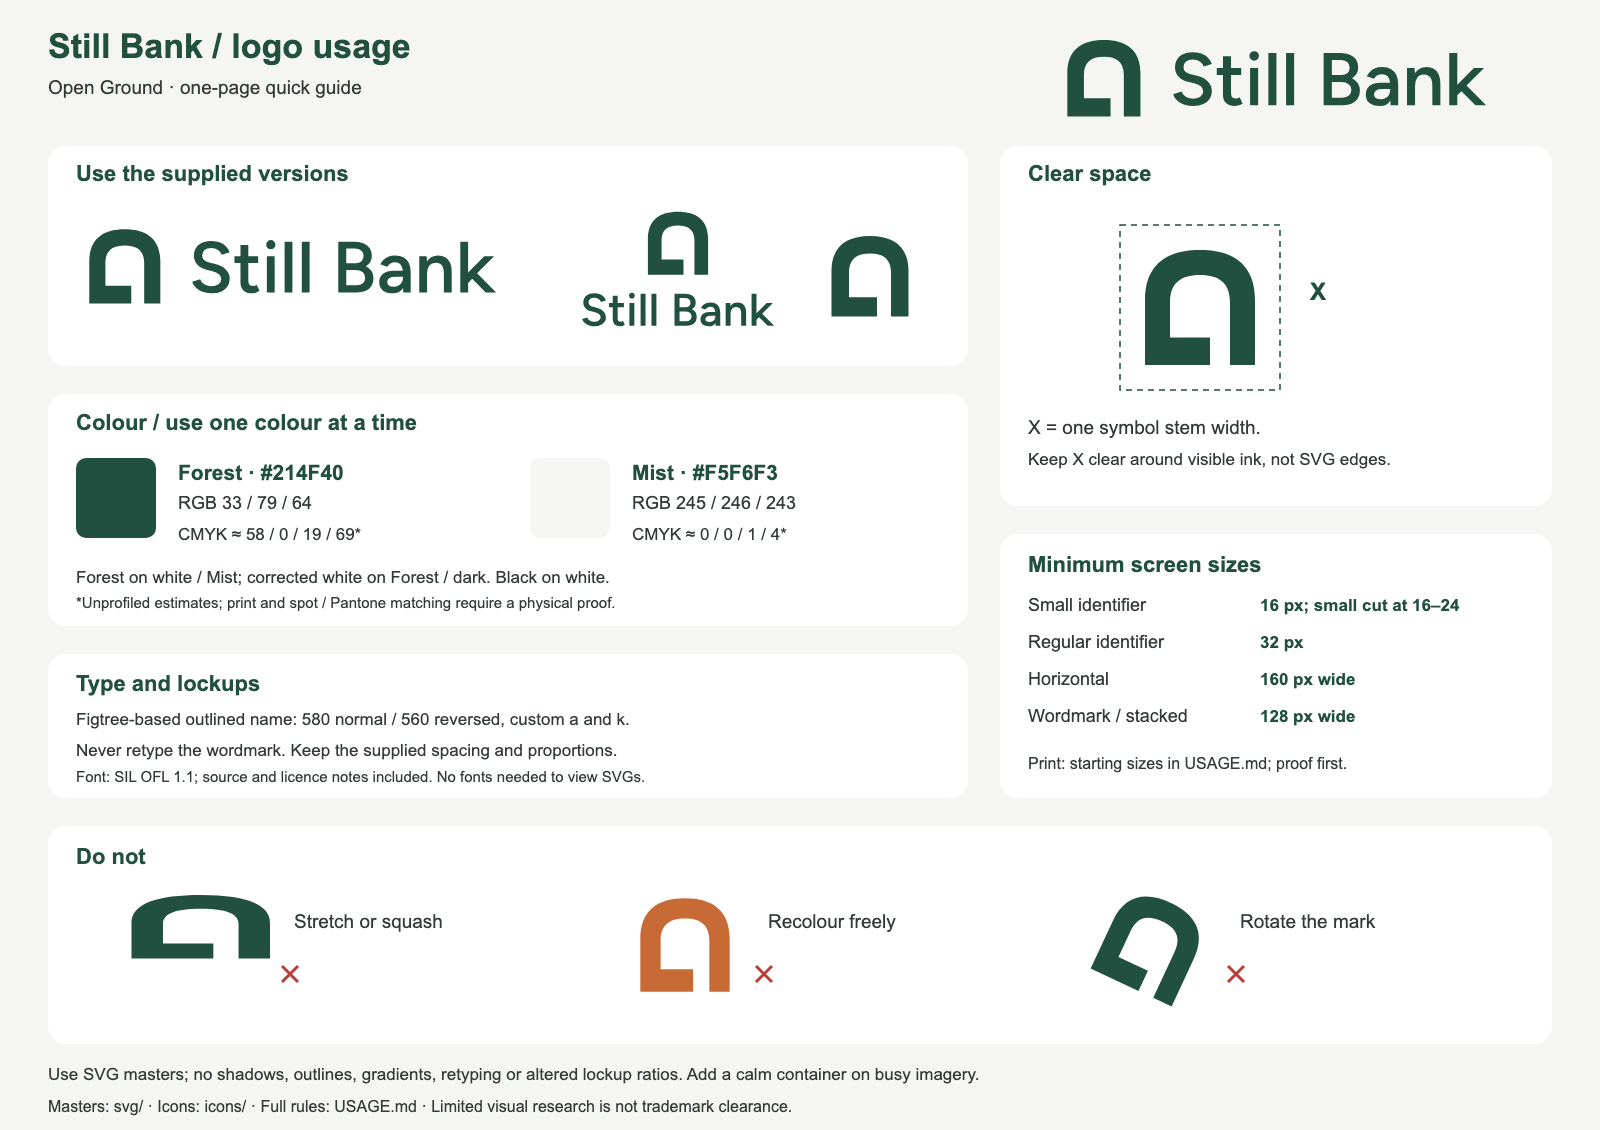 Still Bank / logo usage
Open Ground · one-page quick guide
Still Bank
Use the supplied versions
Still Bank
Still Bank
Clear space
X
X = one symbol stem width.
Keep X clear around visible ink, not SVG edges.
Colour / use one colour at a time
Forest · #214F40
RGB 33 / 79 / 64
CMYK ≈ 58 / 0 / 19 / 69*
Mist · #F5F6F3
RGB 245 / 246 / 243
CMYK ≈ 0 / 0 / 1 / 4*
Forest on white / Mist; corrected white on Forest / dark. Black on white.
*Unprofiled estimates; print and spot / Pantone matching require a physical proof.
Minimum screen sizes
Small identifier 16 px; small cut at 16–24
Regular identifier 32 px
Horizontal 160 px wide
Wordmark / stacked 128 px wide
Print: starting sizes in USAGE.md; proof first.
Type and lockups
Figtree-based outlined name: 580 normal / 560 reversed, custom a and k.
Never retype the wordmark. Keep the supplied spacing and proportions.
Font: SIL OFL 1.1; source and licence notes included. No fonts needed to view SVGs.
Do not
Stretch or squash
Recolour freely
Rotate the mark
Use SVG masters; no shadows, outlines, gradients, retyping or altered lockup ratios. Add a calm container on busy imagery.
Masters: svg/ · Icons: icons/ · Full rules: USAGE.md · Limited visual research is not trademark clearance.